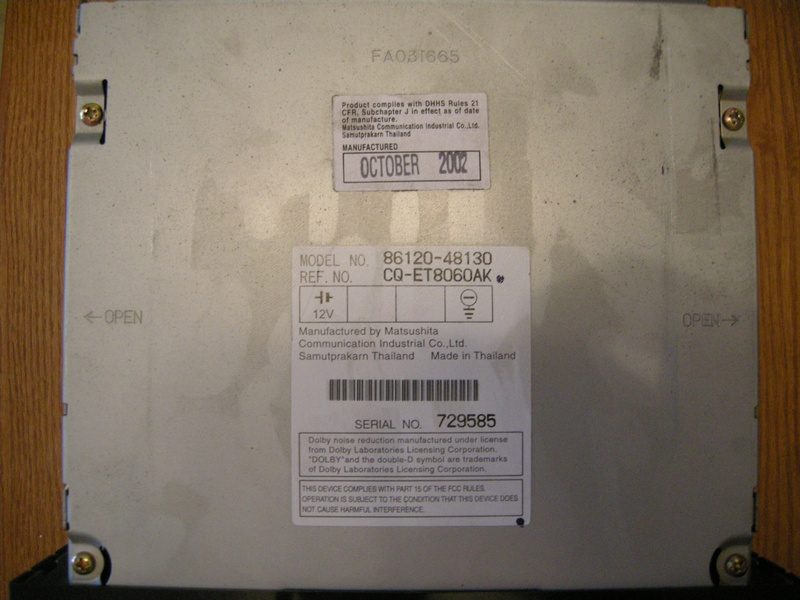 FA03T665
Product complies with DHHS Rules 21
CFR, Subchapter J in effect as of date
of manufacture.
Matsushita Communication Industrial Co.,Ltd.
Samutprakarn Thailand
MANUFACTURED
OCTOBER 2002
MODEL NO. 86120-48130
REF. NO. CQ-ET8060AK
12V
←OPEN
OPEN→
Manufactured by Matsushita
Communication Industrial Co.,Ltd.
Samutprakarn Thailand Made in Thailand
SERIAL NO. 729585
Dolby noise reduction manufactured under license
from Dolby Laboratories Licensing Corporation.
"DOLBY"and the double-D symbol are trademarks
of Dolby Laboratories Licensing Corporation.
THIS DEVICE COMPLIES WITH PART 15 OF THE FCC RULES.
OPERATION IS SUBJECT TO THE CONDITION THAT THIS DEVICE DOES
NOT CAUSE HARMFUL INTERFERENCE.